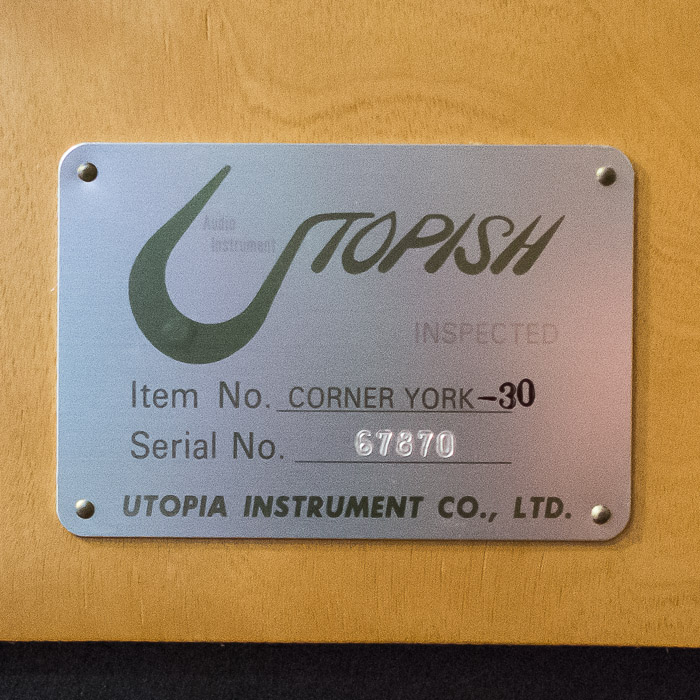 UTOPISH
Audio
Instrument
INSPECTED
Item No. CORNER YORK-30
Serial No. 67870
UTOPIA INSTRUMENT CO., LTD.